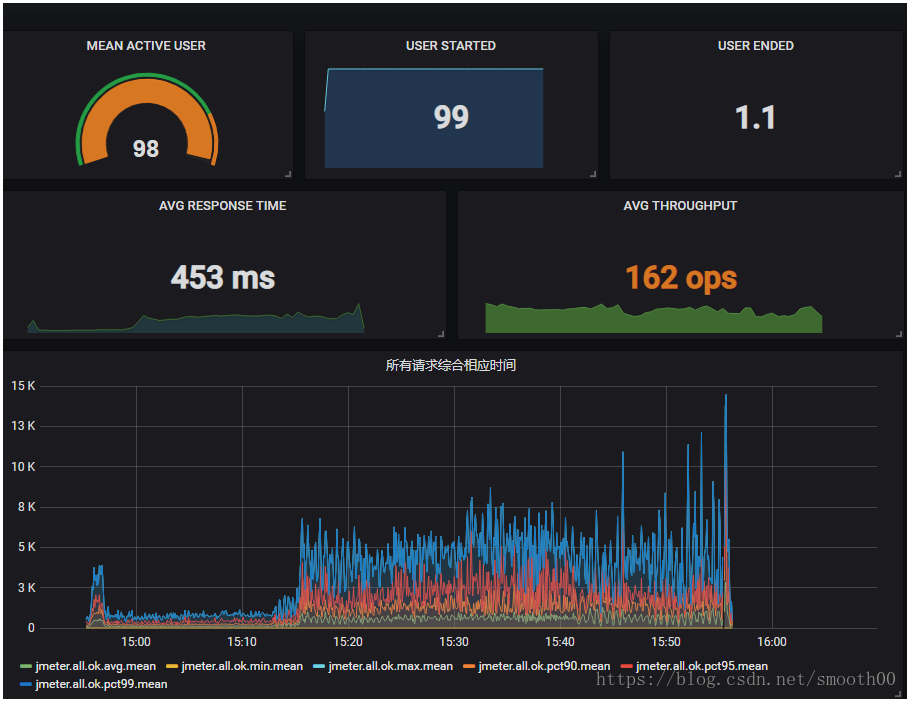 MEAN ACTIVE USER
98
USER STARTED
99
USER ENDED
1.1
AVG RESPONSE TIME
453 ms
AVG THROUGHPUT
162 ops
所有请求综合相应时间
15 K
13 K
10 K
8 K
5 K
3 K
0
15:00 15:10 15:20 15:30 15:40 15:50 16:00
jmeter.all.ok.avg.mean jmeter.all.ok.min.mean jmeter.all.ok.max.mean jmeter.all.ok.pct90.mean jmeter.all.ok.pct95.mean
jmeter.all.ok.pct99.mean
https://blog.csdn.net/smooth00